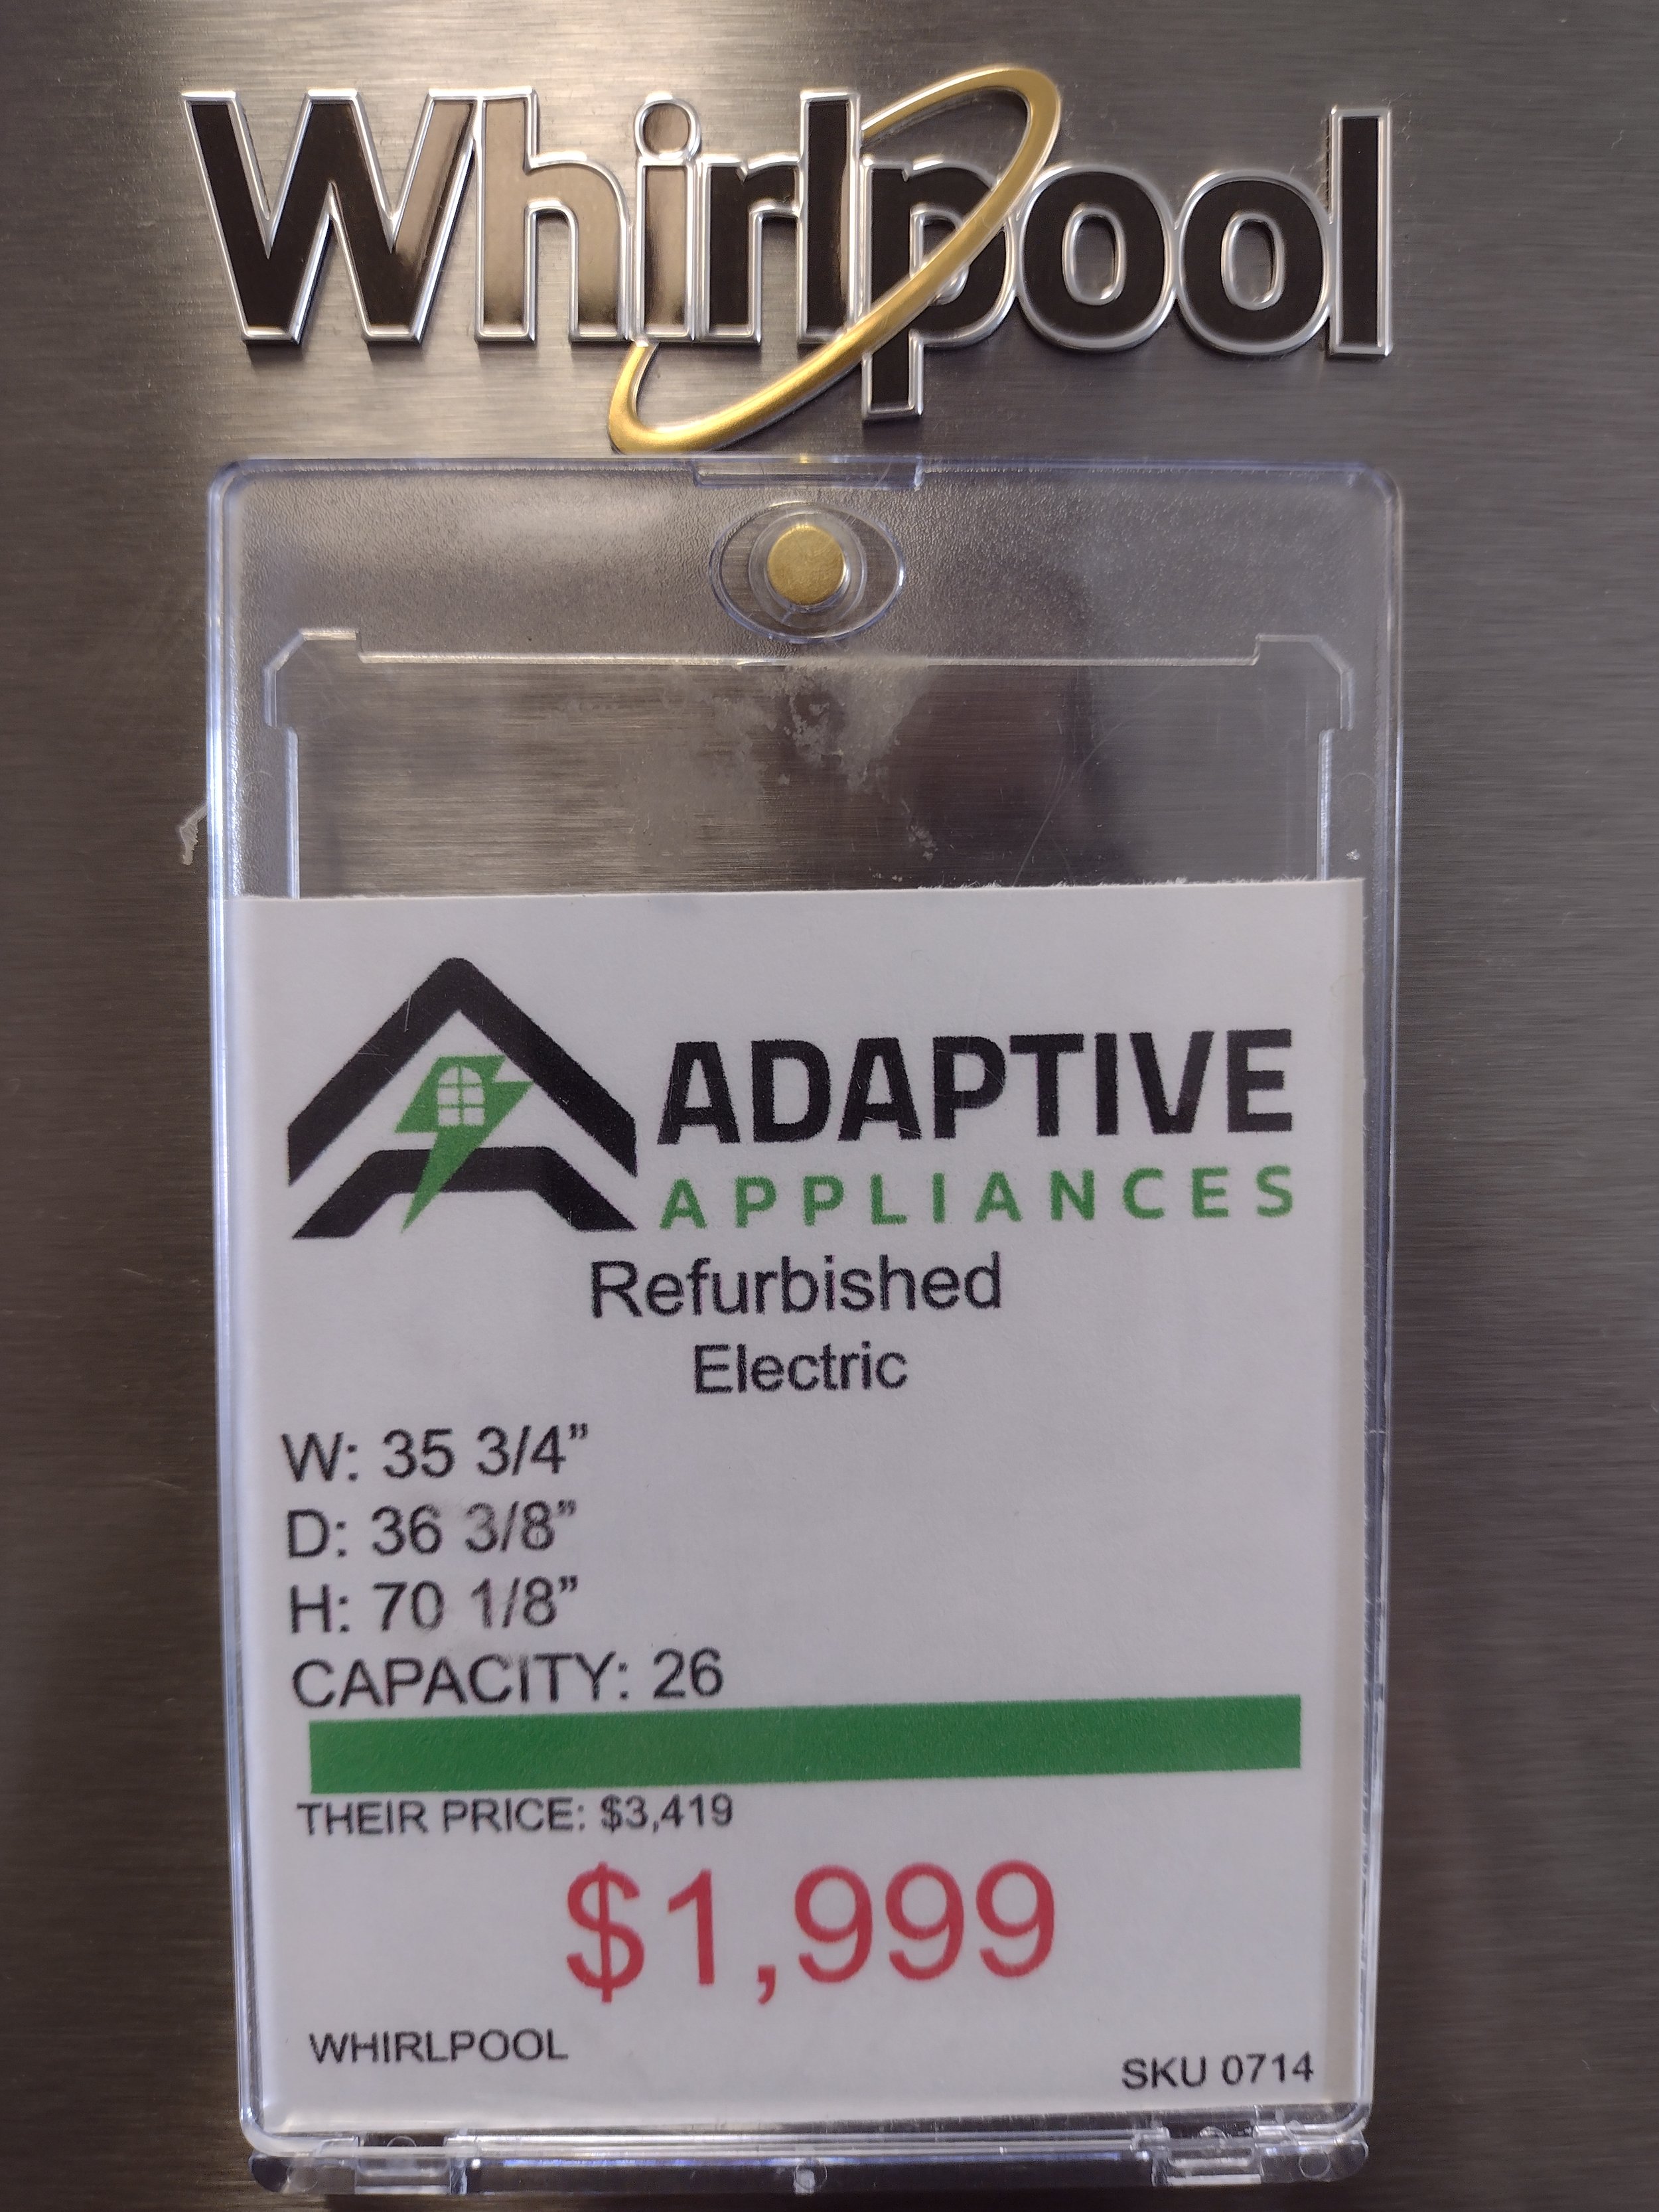 Whirlpool
ADAPTIVE
APPLIANCES
Refurbished
Electric
W: 35 3/4”
D: 36 3/8”
H: 70 1/8”
CAPACITY: 26
THEIR PRICE: $3,419
$1,999
WHIRLPOOL
SKU 0714